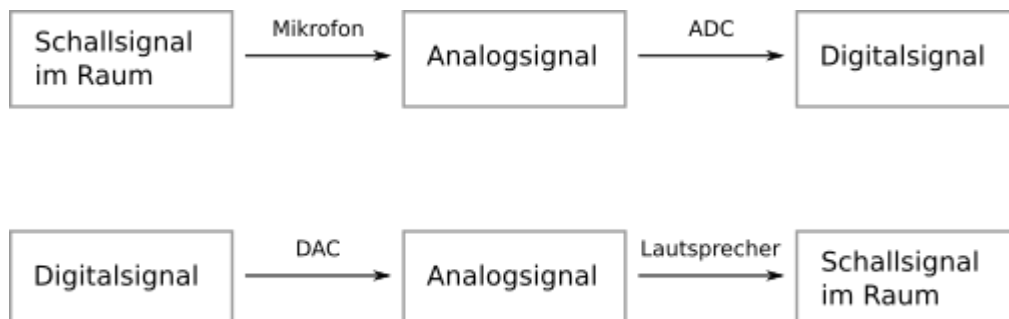 Schallsignal
im Raum
Mikrofon
Analogsignal
ADC
Digitalsignal
Digitalsignal
DAC
Analogsignal
Lautsprecher
Schallsignal
im Raum